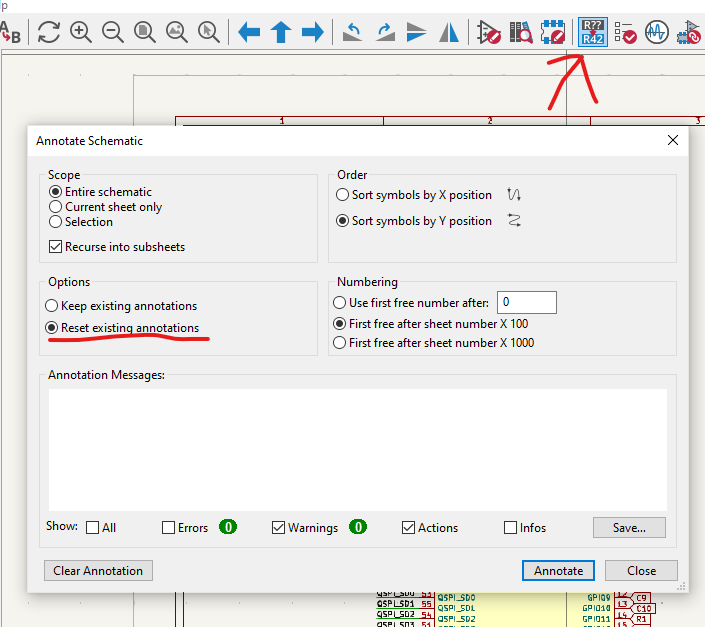 p
A
B
R??
R42
1 2 3
Annotate Schematic
Scope
Entire schematic
Current sheet only
Selection
Recurse into subsheets
Order
Sort symbols by X position
Sort symbols by Y position
Options
Keep existing annotations
Reset existing annotations
Numbering
Use first free number after: 0
First free after sheet number X 100
First free after sheet number X 1000
Annotation Messages:
Show: All Errors 0 Warnings 0 Actions Infos Save...
Clear Annotation Annotate Close
QSPI_SD0 53 QSPI_SD0 GPIO9 12 C9
QSPI_SD1 55 QSPI_SD1 GPIO10 13 C10
QSPI_SD2 54 QSPI_SD2 GPIO11 14 R1
QSPI_SD3 51